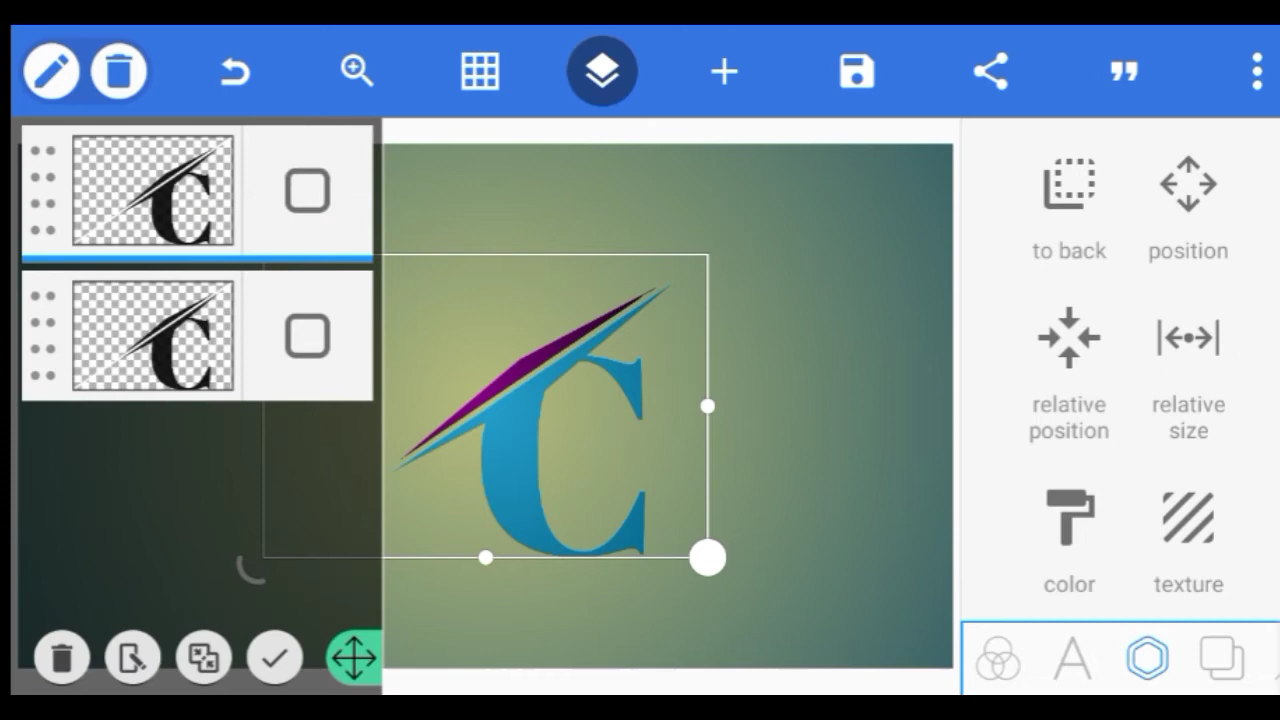 C
C
C
to back
position
relative
position
relative
size
color
texture
A